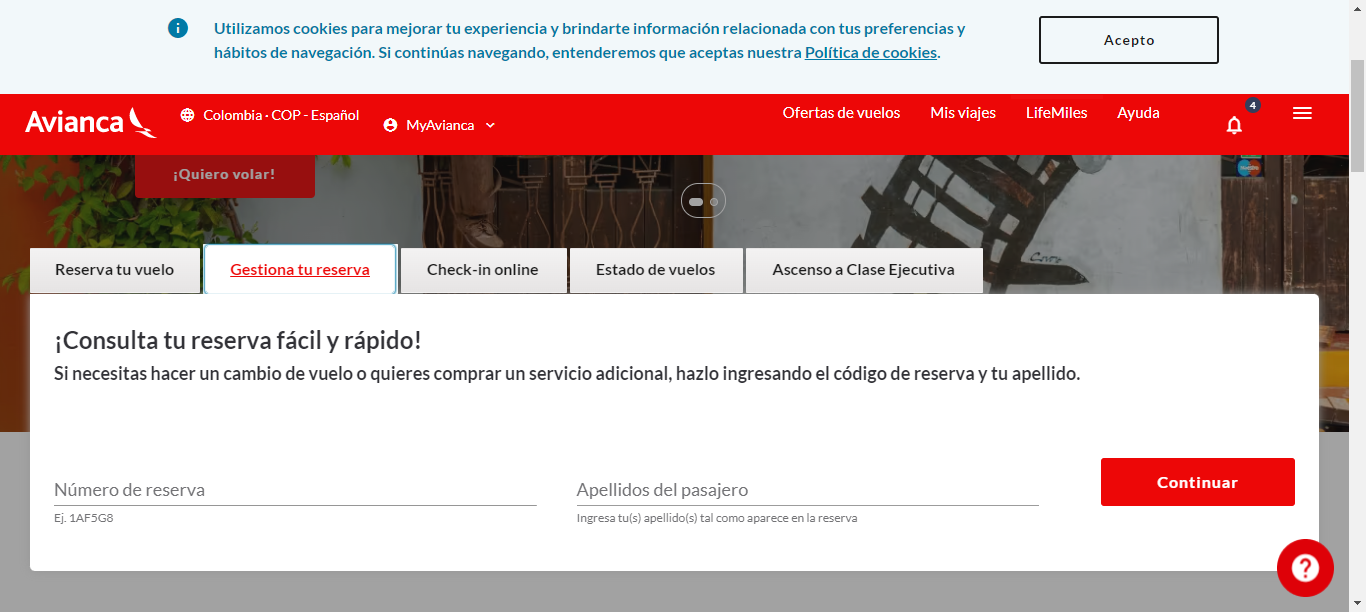 Utilizamos cookies para mejorar tu experiencia y brindarte información relacionada con tus preferencias y
hábitos de navegación. Si continúas navegando, entenderemos que aceptas nuestra Política de cookies.
Acepto
Avianca
Colombia · COP - Español
MyAvianca
Ofertas de vuelos
Mis viajes
LifeMiles
Ayuda
4
¡Quiero volar!
Reserva tu vuelo
Gestiona tu reserva
Check-in online
Estado de vuelos
Ascenso a Clase Ejecutiva
¡Consulta tu reserva fácil y rápido!
Si necesitas hacer un cambio de vuelo o quieres comprar un servicio adicional, hazlo ingresando el código de reserva y tu apellido.
Número de reserva
Ej. 1AF5G8
Apellidos del pasajero
Ingresa tu(s) apellido(s) tal como aparece en la reserva
Continuar
?